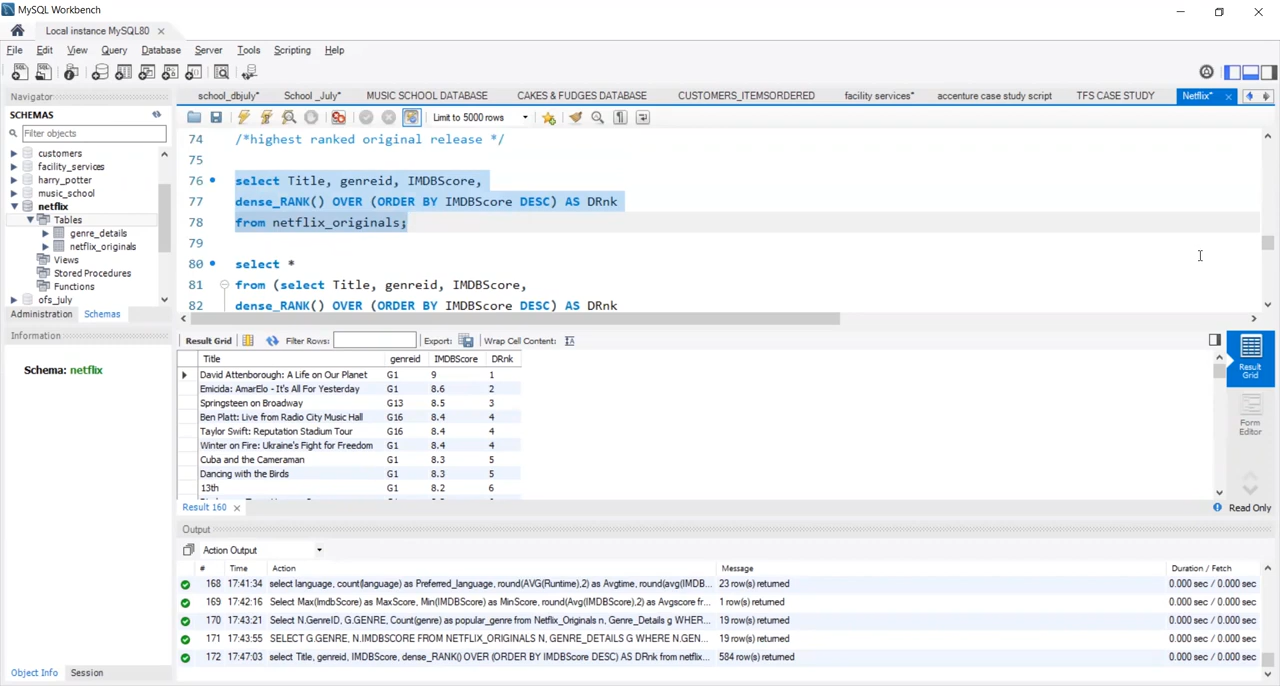 MySQL Workbench
Local instance MySQL80
File Edit View Query Database Server Tools Scripting Help
Navigator
school_dbjuly* School _July* MUSIC SCHOOL DATABASE CAKES & FUDGES DATABASE CUSTOMERS_ITEMSORDERED facility services* accenture case study script TFS CASE STUDY Netflix*
SCHEMAS
Limit to 5000 rows
Filter objects
customers
facility_services
harry_potter
music_school
netflix
Tables
genre_details
netflix_originals
Views
Stored Procedures
Functions
ofs_july
Administration Schemas
Information
Schema: netflix
74 /*highest ranked original release */
75
76 select Title, genreid, IMDBScore,
77 dense_RANK() OVER (ORDER BY IMDBScore DESC) AS DRnk
78 from netflix_originals;
79
80 select *
81 from (select Title, genreid, IMDBScore,
82 dense_RANK() OVER (ORDER BY IMDBScore DESC) AS DRnk
Result Grid Filter Rows: Export: Wrap Cell Content:
Title genreid IMDBScore DRnk
David Attenborough: A Life on Our Planet G1 9 1
Emicida: AmarElo - It's All For Yesterday G1 8.6 2
Springsteen on Broadway G13 8.5 3
Ben Platt: Live from Radio City Music Hall G16 8.4 4
Taylor Swift: Reputation Stadium Tour G16 8.4 4
Winter on Fire: Ukraine's Fight for Freedom G1 8.4 4
Cuba and the Cameraman G1 8.3 5
Dancing with the Birds G1 8.3 5
13th G1 8.2 6
Result Grid
Form Editor
Result 160
Read Only
Output
Action Output
# Time Action Message Duration / Fetch
168 17:41:34 select language, count(language) as Preferred_language, round(AVG(Runtime),2) as Avgtime, round(avg(IMDB... 23 row(s) returned 0.000 sec / 0.000 sec
169 17:42:16 Select Max(ImdbScore) as MaxScore, Min(IMDBScore) as MinScore, round(Avg(IMDBScore),2) as Avgscore fr... 1 row(s) returned 0.000 sec / 0.000 sec
170 17:43:21 Select N.GenreID, G.GENRE, Count(genre) as popular_genre from Netflix_Originals n, Genre_Details g WHER... 19 row(s) returned 0.000 sec / 0.000 sec
171 17:43:55 SELECT G.GENRE, N.IMDBSCORE FROM NETFLIX_ORIGINALS N, GENRE_DETAILS G WHERE N.GEN... 19 row(s) returned 0.000 sec / 0.000 sec
172 17:47:03 select Title, genreid, IMDBScore, dense_RANK() OVER (ORDER BY IMDBScore DESC) AS DRnk from netflix... 584 row(s) returned 0.000 sec / 0.000 sec
Object Info Session